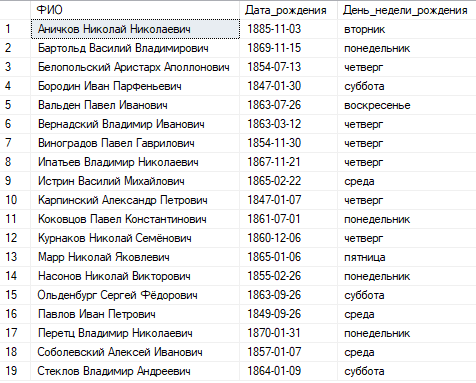 ФИО Дата_рождения День_недели_рождения
1 Аничков Николай Николаевич 1885-11-03 вторник
2 Бартольд Василий Владимирович 1869-11-15 понедельник
3 Белопольский Аристарх Аполлонович 1854-07-13 четверг
4 Бородин Иван Парфеньевич 1847-01-30 суббота
5 Вальден Павел Иванович 1863-07-26 воскресенье
6 Вернадский Владимир Иванович 1863-03-12 четверг
7 Виноградов Павел Гаврилович 1854-11-30 четверг
8 Ипатьев Владимир Николаевич 1867-11-21 четверг
9 Истрин Василий Михайлович 1865-02-22 среда
10 Карпинский Александр Петрович 1847-01-07 четверг
11 Коковцов Павел Константинович 1861-07-01 понедельник
12 Курнаков Николай Семёнович 1860-12-06 четверг
13 Марр Николай Яковлевич 1865-01-06 пятница
14 Насонов Николай Викторович 1855-02-26 понедельник
15 Ольденбург Сергей Фёдорович 1863-09-26 суббота
16 Павлов Иван Петрович 1849-09-26 среда
17 Перетц Владимир Николаевич 1870-01-31 понедельник
18 Соболевский Алексей Иванович 1857-01-07 среда
19 Стеклов Владимир Андреевич 1864-01-09 суббота